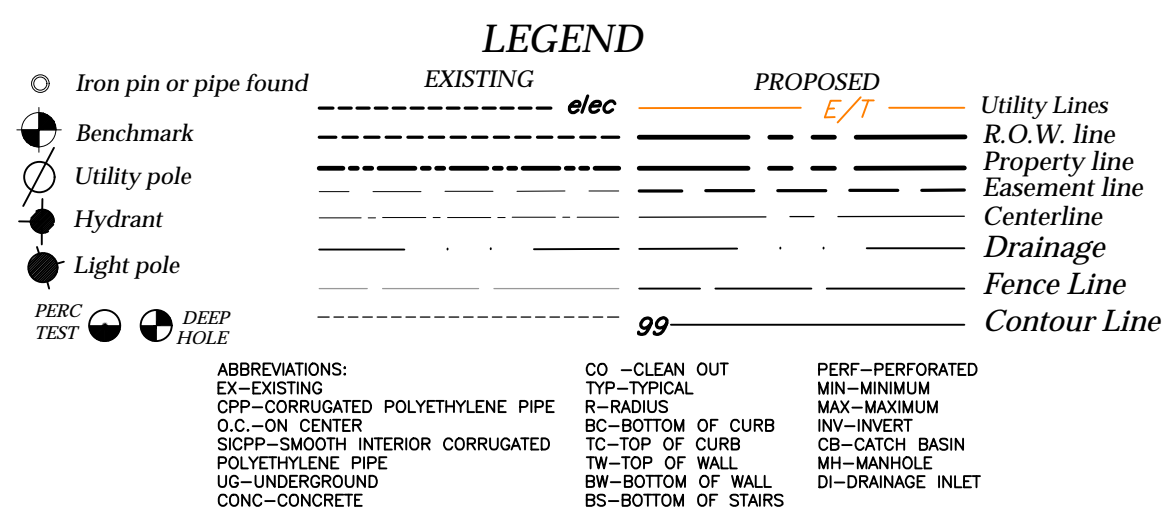 LEGEND
EXISTING
PROPOSED
Iron pin or pipe found
Benchmark
Utility pole
Hydrant
Light pole
PERC
TEST
DEEP
HOLE
elec
E/T
Utility Lines
R.O.W. line
Property line
Easement line
Centerline
Drainage
Fence Line
99
Contour Line
ABBREVIATIONS:
EX-EXISTING
CPP-CORRUGATED POLYETHYLENE PIPE
O.C.-ON CENTER
SICPP-SMOOTH INTERIOR CORRUGATED
POLYETHYLENE PIPE
UG-UNDERGROUND
CONC-CONCRETE
CO -CLEAN OUT
TYP-TYPICAL
R-RADIUS
BC-BOTTOM OF CURB
TC-TOP OF CURB
TW-TOP OF WALL
BW-BOTTOM OF WALL
BS-BOTTOM OF STAIRS
PERF-PERFORATED
MIN-MINIMUM
MAX-MAXIMUM
INV-INVERT
CB-CATCH BASIN
MH-MANHOLE
DI-DRAINAGE INLET